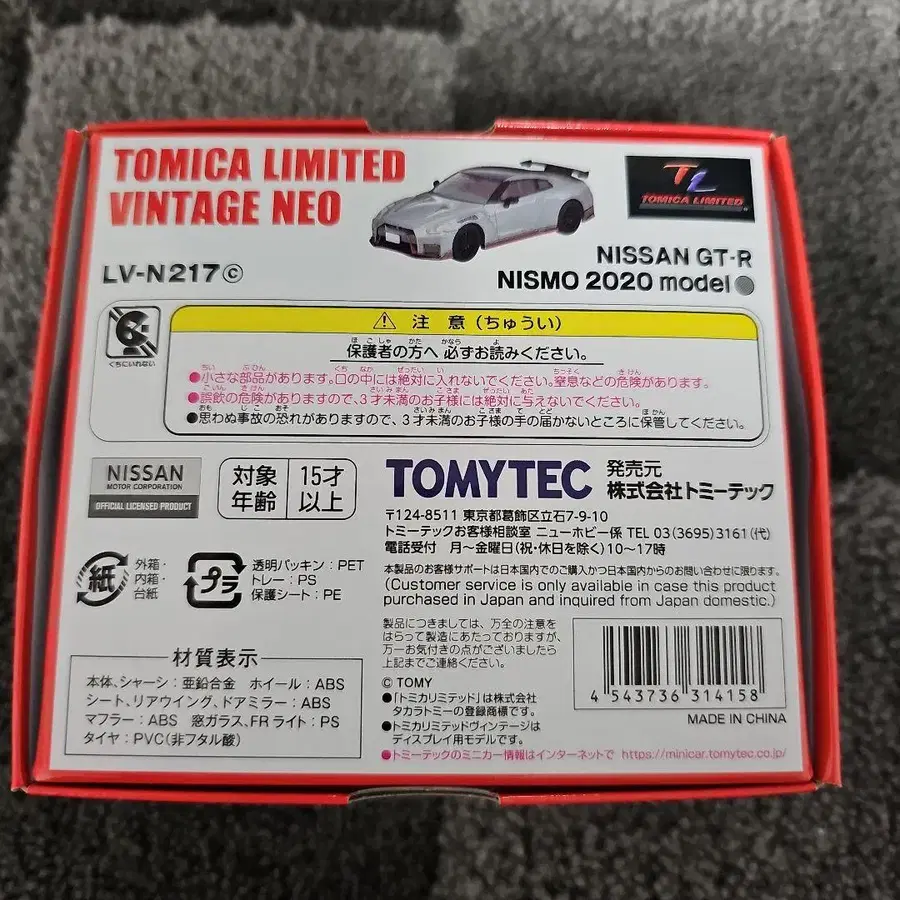 TOMICA LIMITED
VINTAGE NEO
TL
TOMICA LIMITED
LV-N217ⓒ
NISSAN GT-R
NISMO 2020 model
くちにいれない
⚠ 注 意 (ちゅうい)
保護者の方へ 必ずお読みください。
●小さな部品があります。口の中には絶対に入れないでください。窒息などの危険があります。
●誤飲の危険がありますので、3才未満のお子様には絶対に与えないでください。
●思わぬ事故の恐れがありますので、3才未満のお子様の手の届かないところに保管してください。
NISSAN
MOTOR CORPORATION
OFFICIAL LICENSED PRODUCT
対象
年齢
15才
以上
TOMYTEC
発売元
株式会社トミーテック
〒124-8511 東京都葛飾区立石7-9-10
トミーテックお客様相談室 ニューホビー係 TEL 03(3695)3161(代)
電話受付 月〜金曜日(祝・休日を除く)10〜17時
本製品のお客様サポートは日本国内でのご購入かつ日本国内からのお問い合わせに限ります。
(Customer service is only available in case this product
purchased in Japan and inquired from Japan domestic.)
紙
外箱・
内箱・
台紙
プラ
透明パッキン:PET
トレー:PS
保護シート:PE
材質表示
本体、シャーシ:亜鉛合金 ホイール:ABS
シート、リアウイング、ドアミラー:ABS
マフラー:ABS 窓ガラス、FRライト:PS
タイヤ:PVC(非フタル酸)
製品につきましては、万全の注意を
はらって製造にあたっておりますが、
万一お気付きの点がございましたら
上記までご連絡ください。
© TOMY
●「トミカリミテッド」は株式会社
タカラトミーの登録商標です。
●トミカリミテッドヴィンテージは
ディスプレイ用モデルです。
●トミーテックのミニカー情報はインターネットで https://minicar.tomytec.co.jp/
4 543736 314158
MADE IN CHINA